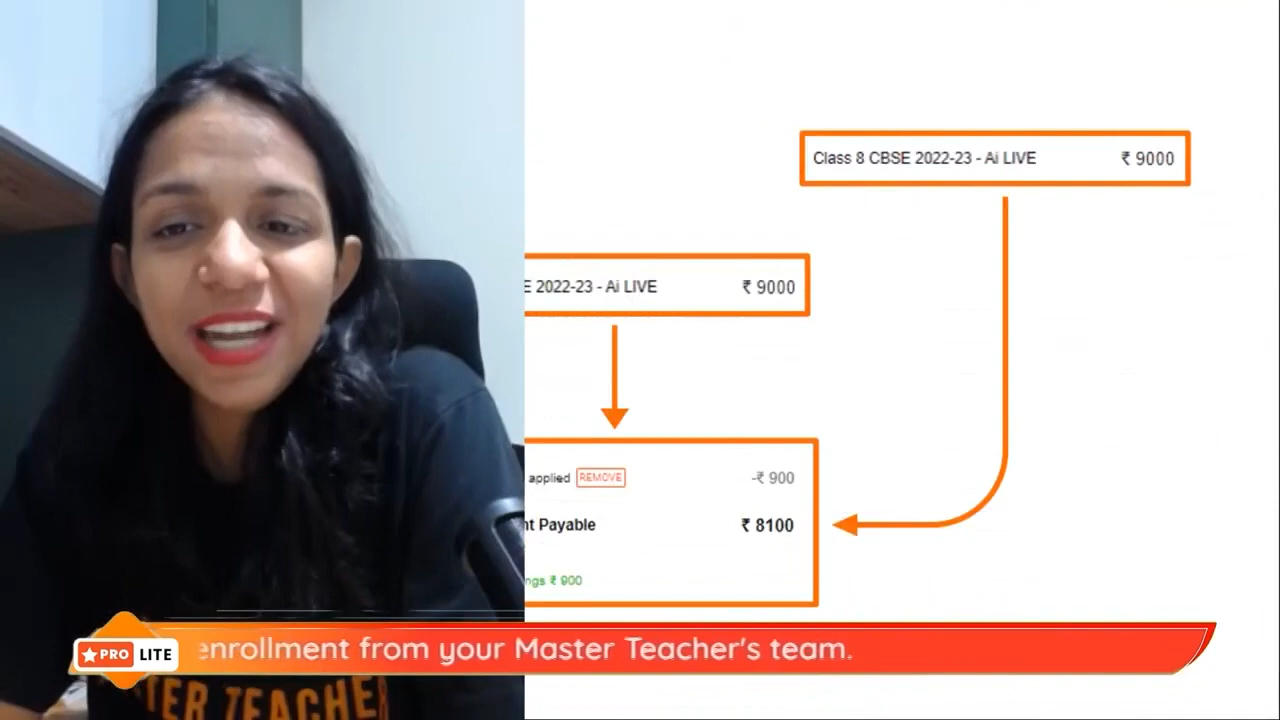 Class 8 CBSE 2022-23 - Ai LIVE ₹ 9000
E 2022-23 - Ai LIVE ₹ 9000
applied REMOVE -₹ 900
nt Payable ₹ 8100
ngs ₹ 900
PRO LITE enrollment from your Master Teacher's team.
TER TEACHER